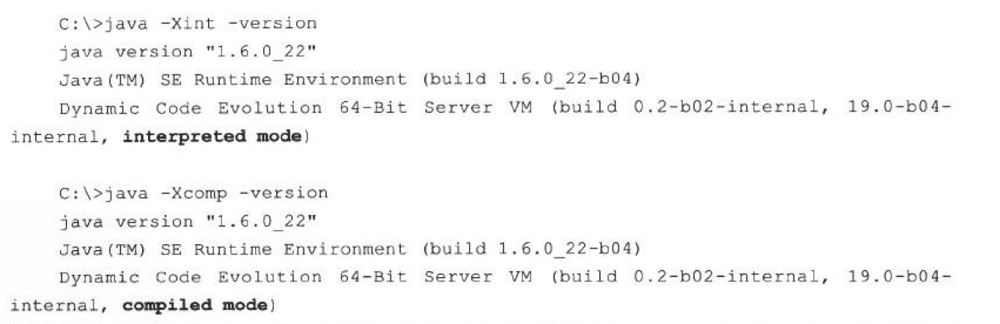 C:\>java -Xint -version
java version "1.6.0_22"
Java(TM) SE Runtime Environment (build 1.6.0_22-b04)
Dynamic Code Evolution 64-Bit Server VM (build 0.2-b02-internal, 19.0-b04-
internal, interpreted mode)
C:\>java -Xcomp -version
java version "1.6.0_22"
Java(TM) SE Runtime Environment (build 1.6.0_22-b04)
Dynamic Code Evolution 64-Bit Server VM (build 0.2-b02-internal, 19.0-b04-
internal, compiled mode)